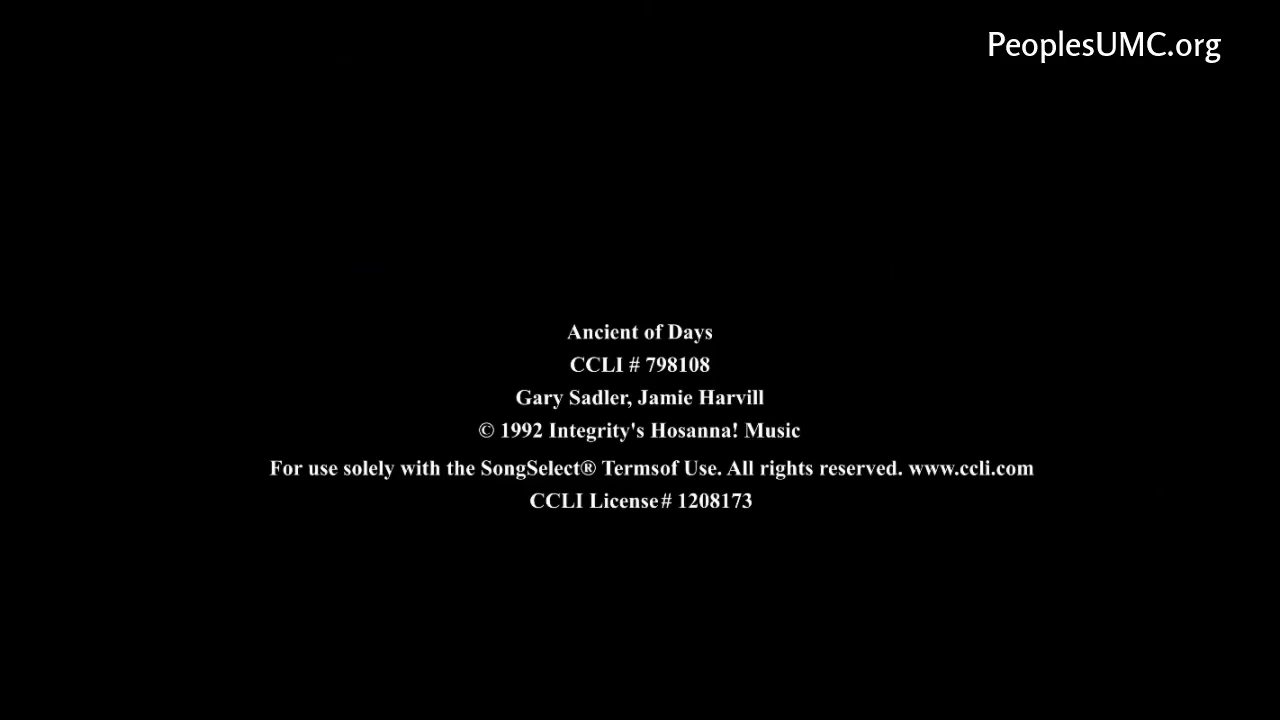 PeoplesUMC.org
Ancient of Days
CCLI # 798108
Gary Sadler, Jamie Harvill
© 1992 Integrity's Hosanna! Music
For use solely with the SongSelect® Termsof Use. All rights reserved. www.ccli.com
CCLI License# 1208173